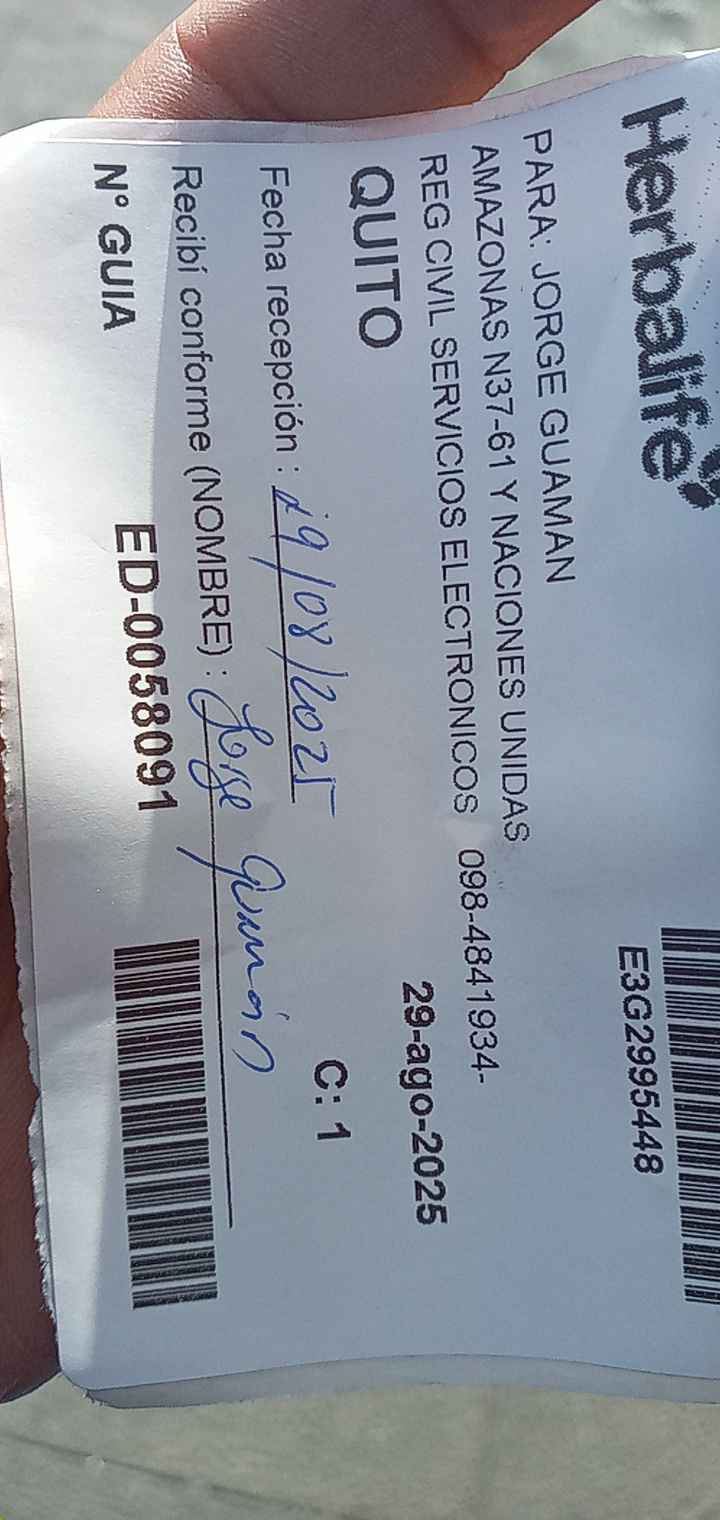 Herbalife
E3G2995448
PARA: JORGE GUAMAN
AMAZONAS N37-61 Y NACIONES UNIDAS
REG CIVIL SERVICIOS ELECTRONICOS 098-4841934-
QUITO 29-ago-2025
Fecha recepción : 29/08/2025 C: 1
Recibí conforme (NOMBRE) : Jorge Guamán
N° GUIA ED-0058091